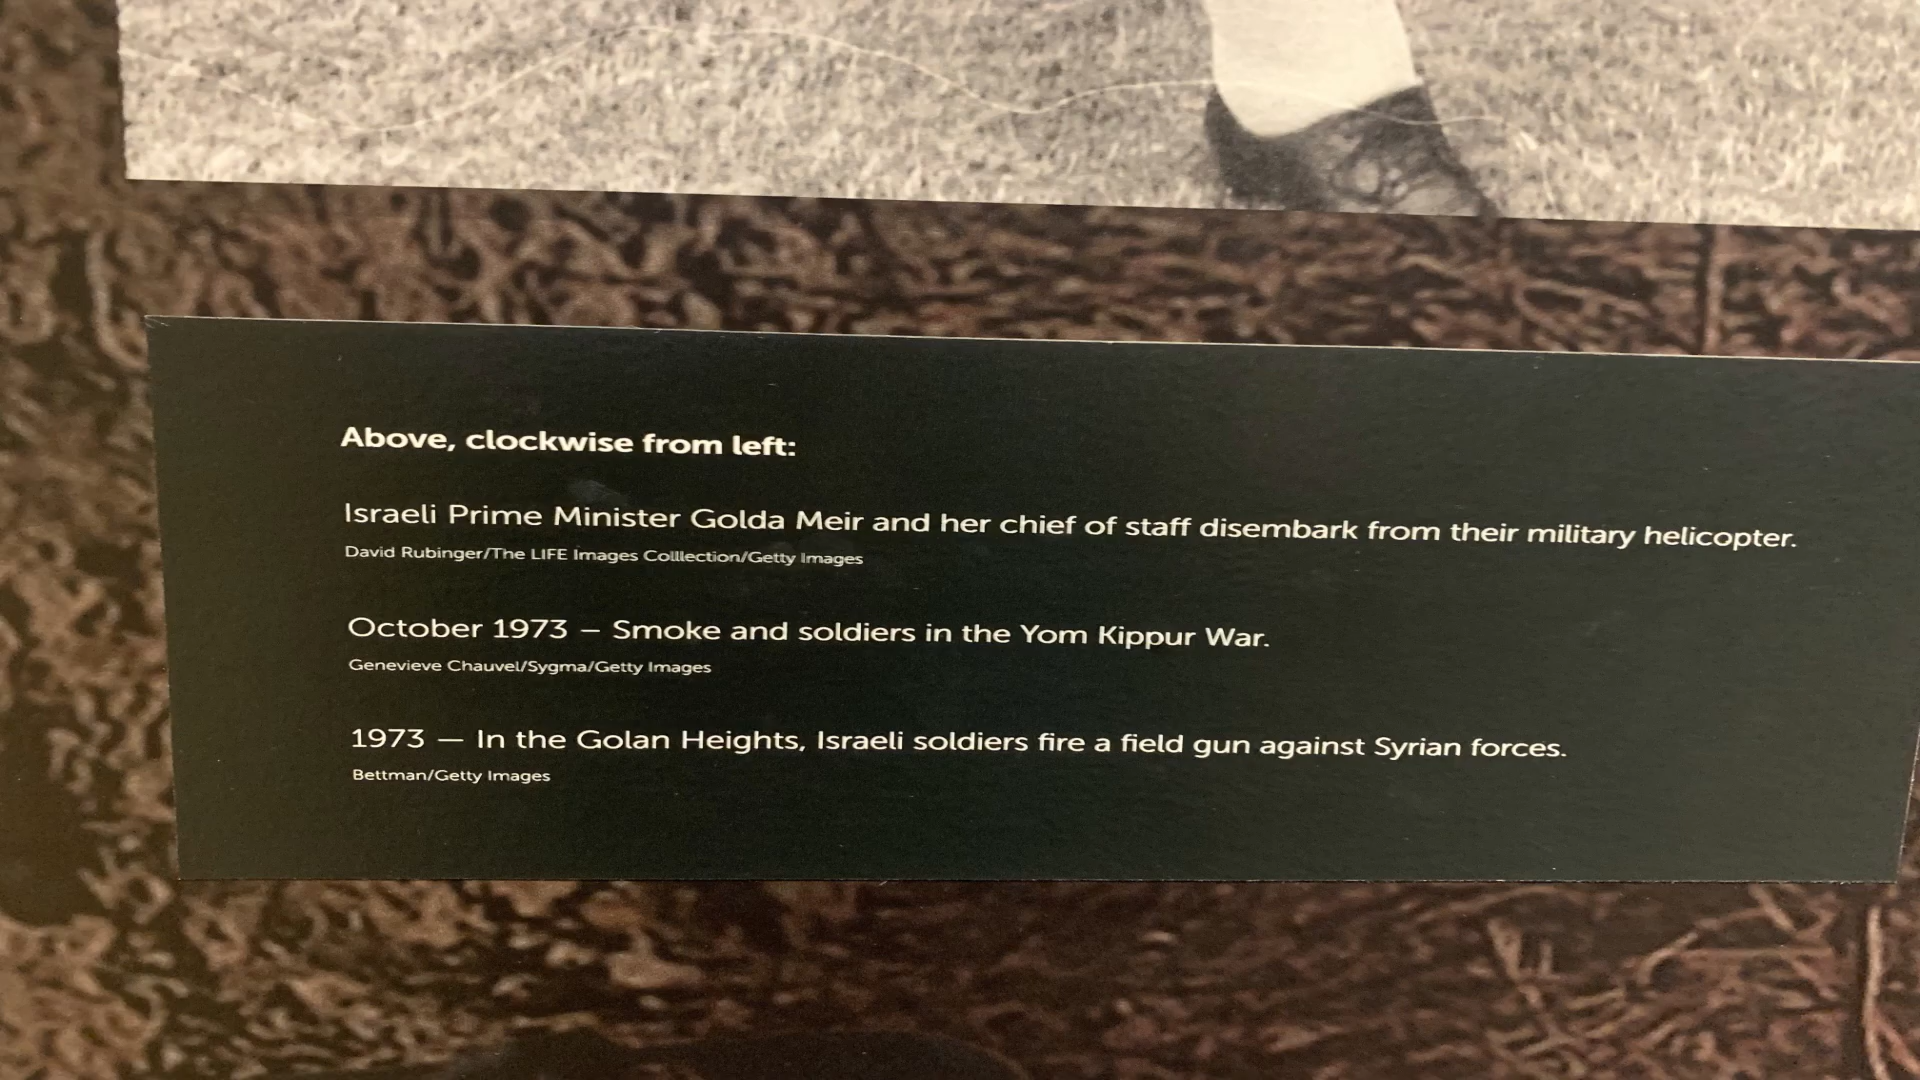 Above, clockwise from left:
Israeli Prime Minister Golda Meir and her chief of staff disembark from their military helicopter.
David Rubinger/The LIFE Images Colllection/Getty Images
October 1973 – Smoke and soldiers in the Yom Kippur War.
Genevieve Chauvel/Sygma/Getty Images
1973 — In the Golan Heights, Israeli soldiers fire a field gun against Syrian forces.
Bettman/Getty Images